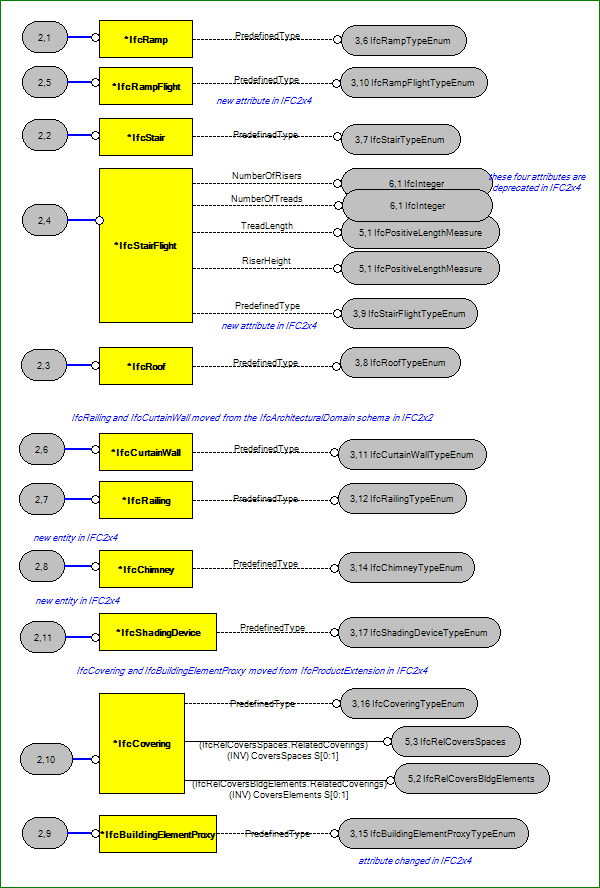 2,1
*IfcRamp
PredefinedType
3,6 IfcRampTypeEnum
2,5
*IfcRampFlight
PredefinedType
3,10 IfcRampFlightTypeEnum
new attribute in IFC2x4
2,2
*IfcStair
PredefinedType
3,7 IfcStairTypeEnum
2,4
*IfcStairFlight
NumberOfRisers
6,1 IfcInteger
these four attributes are
deprecated in IFC2x4
NumberOfTreads
6,1 IfcInteger
TreadLength
5,1 IfcPositiveLengthMeasure
RiserHeight
5,1 IfcPositiveLengthMeasure
PredefinedType
3,9 IfcStairFlightTypeEnum
new attribute in IFC2x4
2,3
*IfcRoof
PredefinedType
3,8 IfcRoofTypeEnum
IfcRailing and IfcCurtainWall moved from the IfcArchitecturalDomain schema in IFC2x2
2,6
*IfcCurtainWall
PredefinedType
3,11 IfcCurtainWallTypeEnum
2,7
*IfcRailing
PredefinedType
3,12 IfcRailingTypeEnum
new entity in IFC2x4
2,8
*IfcChimney
PredefinedType
3,14 IfcChimneyTypeEnum
new entity in IFC2x4
2,11
*IfcShadingDevice
PredefinedType
3,17 IfcShadingDeviceTypeEnum
IfcCovering and IfcBuildingElementProxy moved from IfcProductExtension in IFC2x4
2,10
*IfcCovering
PredefinedType
3,16 IfcCoveringTypeEnum
(IfcRelCoversSpaces.RelatedCoverings)
(INV) CoversSpaces S[0:1]
5,3 IfcRelCoversSpaces
(IfcRelCoversBldgElements.RelatedCoverings)
(INV) CoversElements S[0:1]
5,2 IfcRelCoversBldgElements
2,9
*IfcBuildingElementProxy
PredefinedType
3,15 IfcBuildingElementProxyTypeEnum
attribute changed in IFC2x4